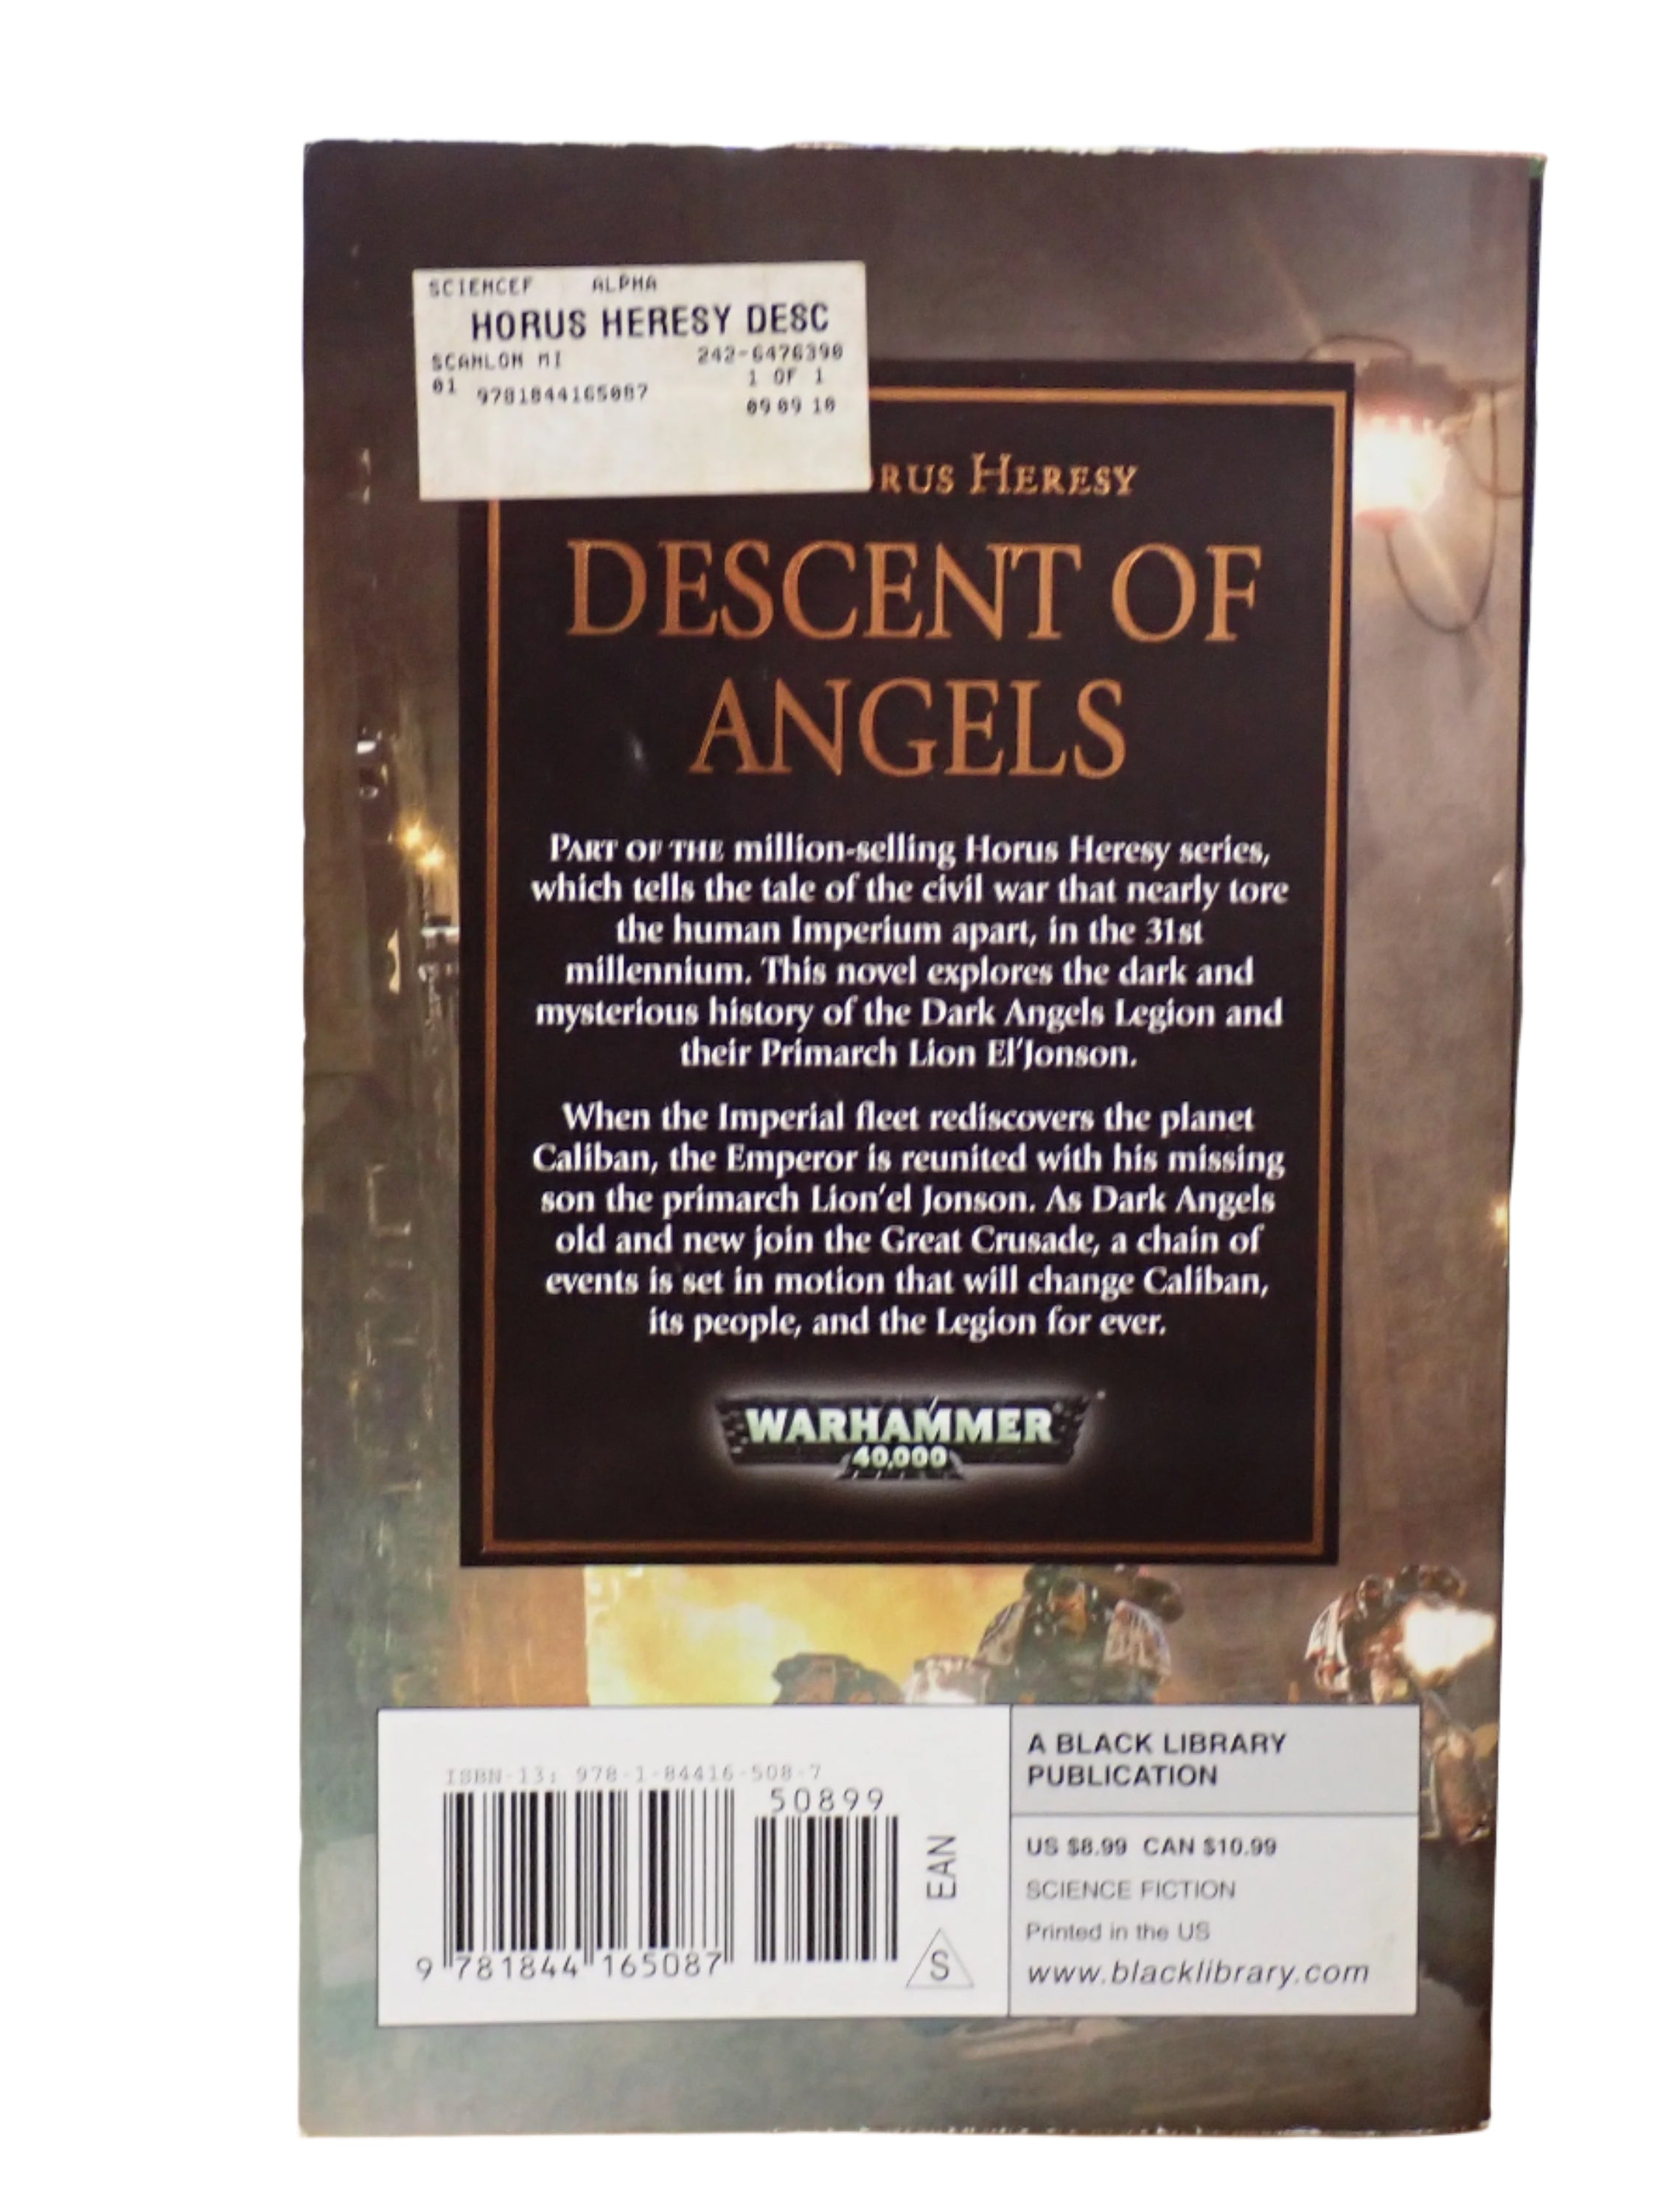 SCIENCEF ALPHA
HORUS HERESY DESC
SCANLON MI 242-6476390
01 9781844165087 1 OF 1
09 09 10
ORUS HERESY
DESCENT OF
ANGELS
PART OF THE million-selling Horus Heresy series,
which tells the tale of the civil war that nearly tore
the human Imperium apart, in the 31st
millennium. This novel explores the dark and
mysterious history of the Dark Angels Legion and
their Primarch Lion El'Jonson.
When the Imperial fleet rediscovers the planet
Caliban, the Emperor is reunited with his missing
son the primarch Lion'el Jonson. As Dark Angels
old and new join the Great Crusade, a chain of
events is set in motion that will change Caliban,
its people, and the Legion for ever.
WARHAMMER
40,000
ISBN-13: 978-1-84416-508-7
50899
EAN
S
9 781844 165087
A BLACK LIBRARY
PUBLICATION
US $8.99 CAN $10.99
SCIENCE FICTION
Printed in the US
www.blacklibrary.com